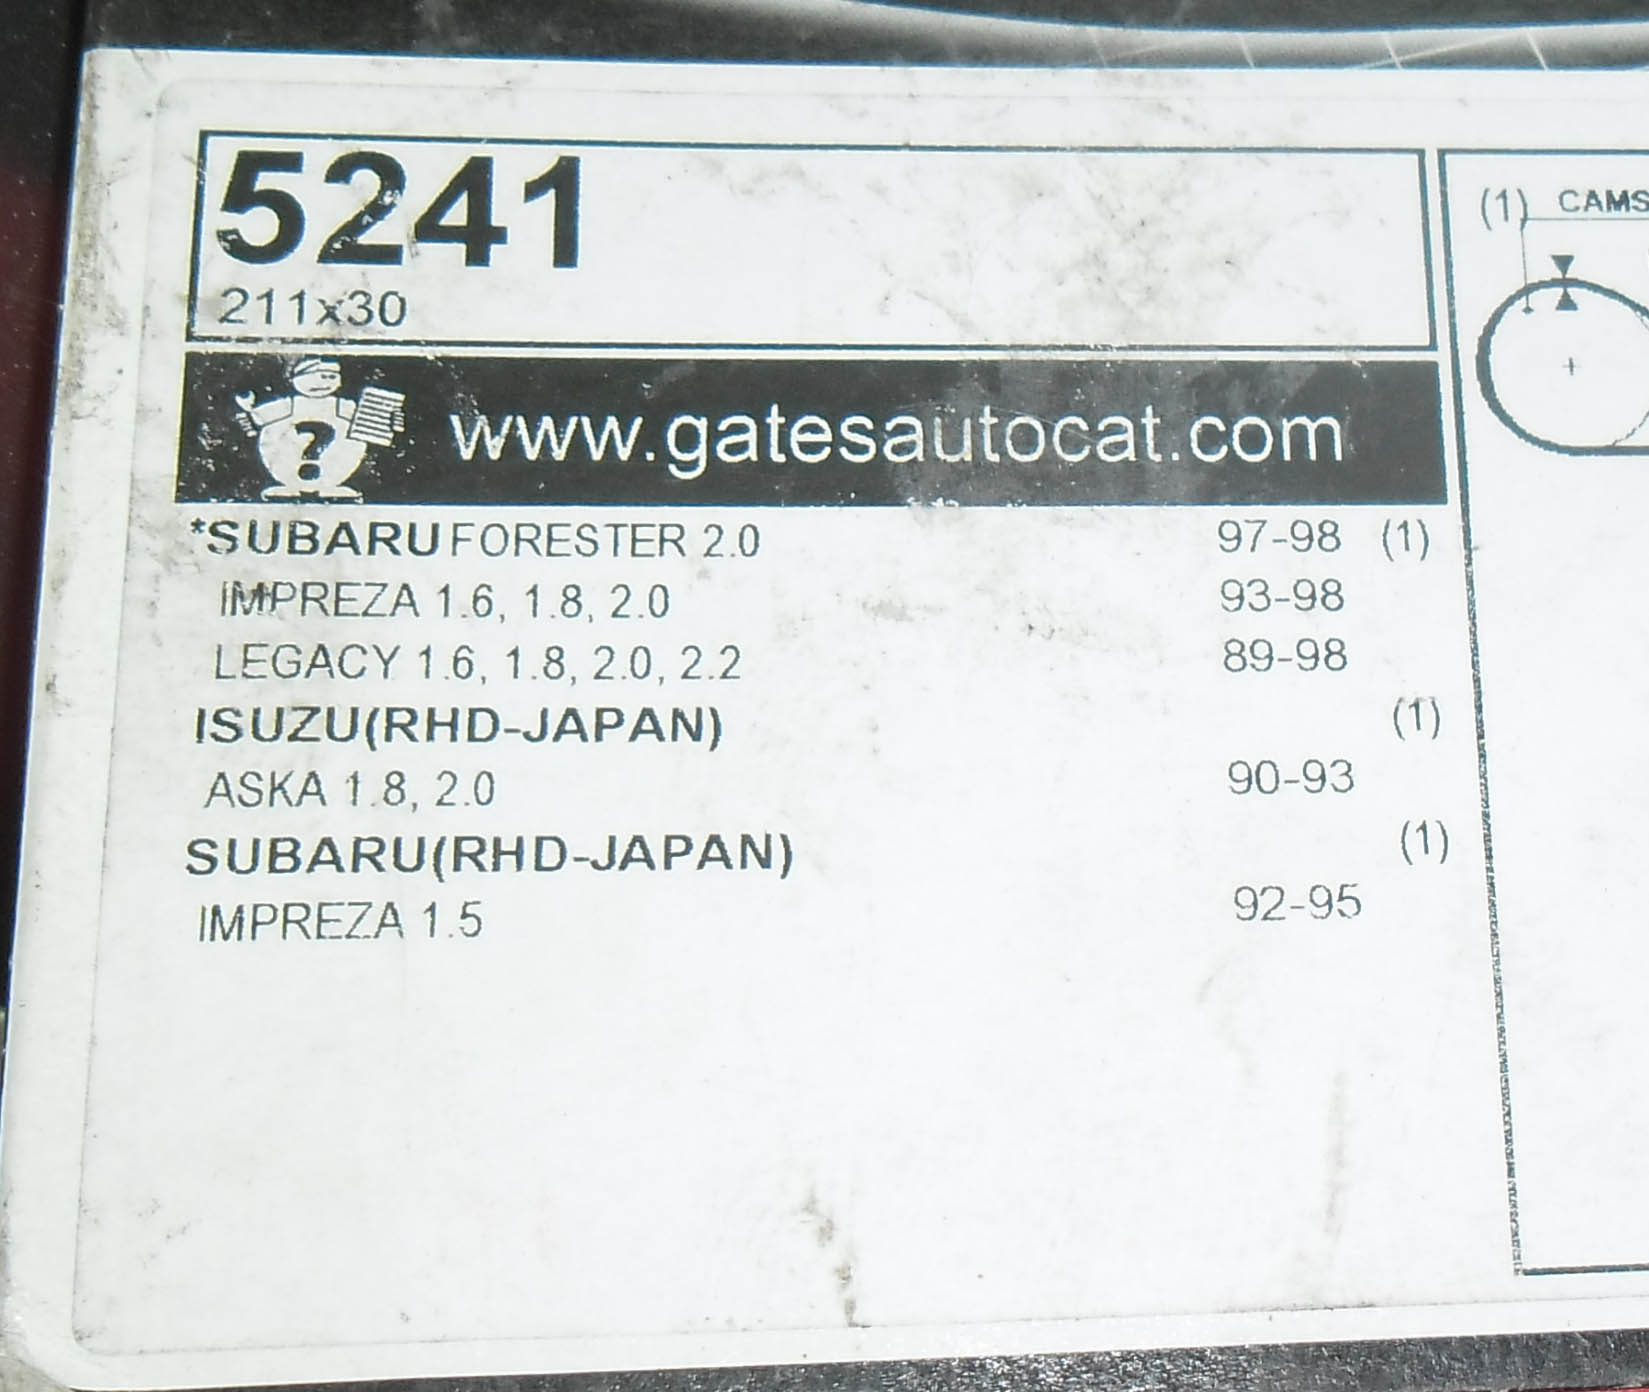 5241
211x30
www.gatesautocat.com
*SUBARU FORESTER 2.0 97-98 (1)
IMPREZA 1.6, 1.8, 2.0 93-98
LEGACY 1.6, 1.8, 2.0, 2.2 89-98
ISUZU(RHD-JAPAN) (1)
ASKA 1.8, 2.0 90-93
SUBARU(RHD-JAPAN) (1)
IMPREZA 1.5 92-95
(1) CAMS
?